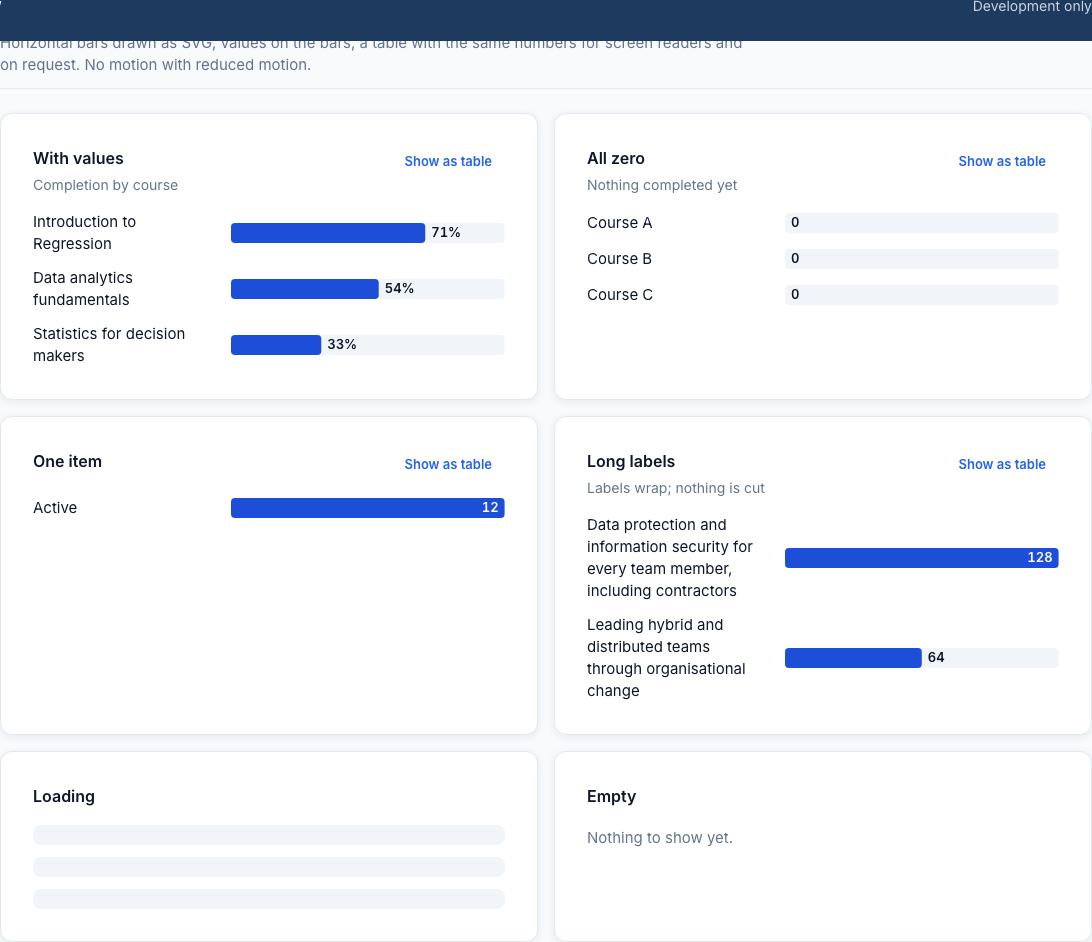 Development only
Horizontal bars drawn as SVG, values on the bars, a table with the same numbers for screen readers and
on request. No motion with reduced motion.
With values
Show as table
Completion by course
Introduction to
Regression
71%
Data analytics
fundamentals
54%
Statistics for decision
makers
33%
All zero
Show as table
Nothing completed yet
Course A
0
Course B
0
Course C
0
One item
Show as table
Active
12
Long labels
Show as table
Labels wrap; nothing is cut
Data protection and
information security for
every team member,
including contractors
128
Leading hybrid and
distributed teams
through organisational
change
64
Loading
Empty
Nothing to show yet.